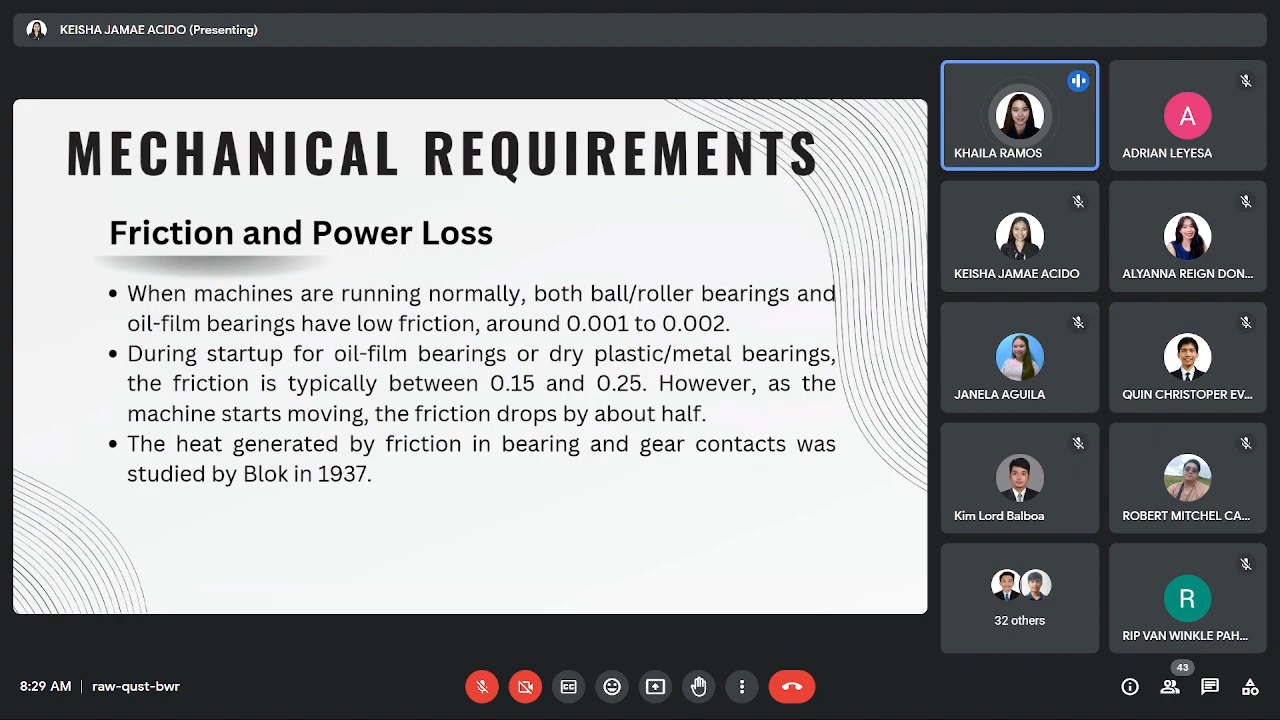 KEISHA JAMAE ACIDO (Presenting)
MECHANICAL REQUIREMENTS
Friction and Power Loss
• When machines are running normally, both ball/roller bearings and
oil-film bearings have low friction, around 0.001 to 0.002.
• During startup for oil-film bearings or dry plastic/metal bearings,
the friction is typically between 0.15 and 0.25. However, as the
machine starts moving, the friction drops by about half.
• The heat generated by friction in bearing and gear contacts was
studied by Blok in 1937.
KHAILA RAMOS
A
ADRIAN LEYESA
KEISHA JAMAE ACIDO
ALYANNA REIGN DON...
JANELA AGUILA
QUIN CHRISTOPER EV...
Kim Lord Balboa
ROBERT MITCHEL CA...
32 others
R
RIP VAN WINKLE PAH...
8:29 AM | raw-qust-bwr
43